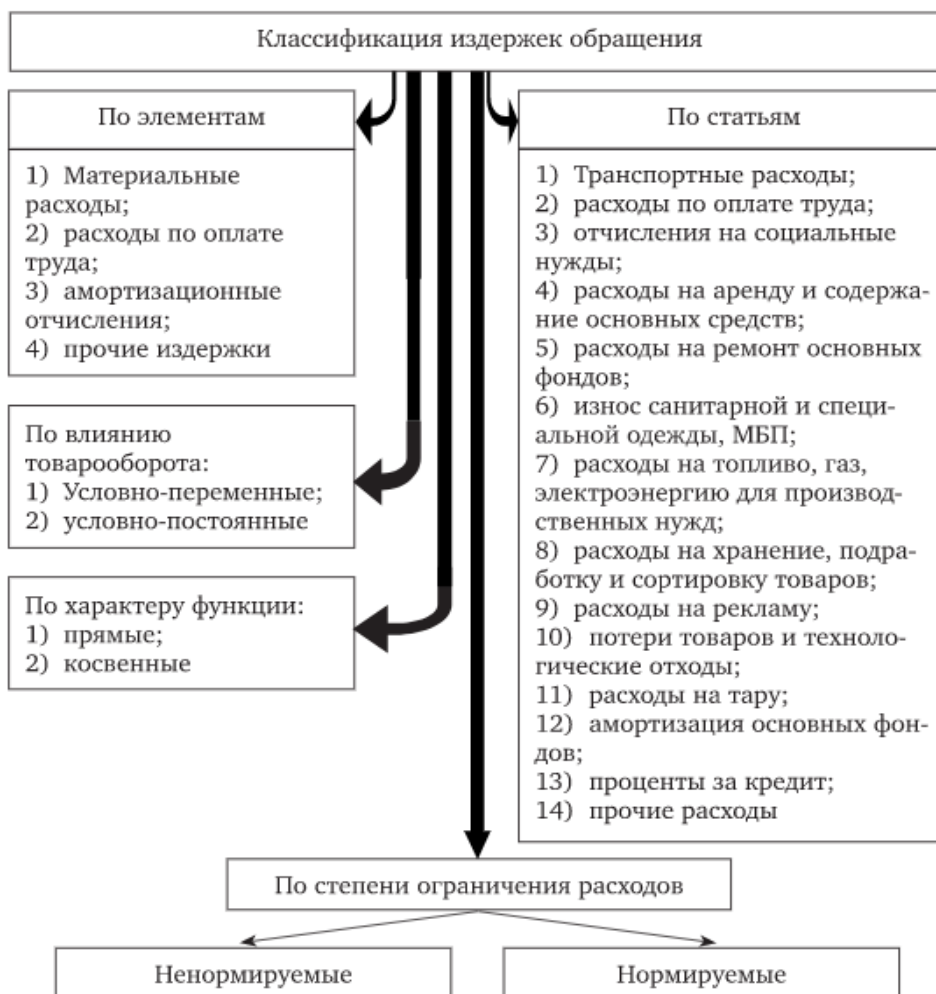 Классификация издержек обращения
По элементам
1) Материальные
расходы;
2) расходы по оплате
труда;
3) амортизационные
отчисления;
4) прочие издержки
По влиянию
товарооборота:
1) Условно-переменные;
2) условно-постоянные
По характеру функции:
1) прямые;
2) косвенные
По статьям
1) Транспортные расходы;
2) расходы по оплате труда;
3) отчисления на социальные
нужды;
4) расходы на аренду и содержа-
ние основных средств;
5) расходы на ремонт основных
фондов;
6) износ санитарной и специ-
альной одежды, МБП;
7) расходы на топливо, газ,
электроэнергию для производ-
ственных нужд;
8) расходы на хранение, подра-
ботку и сортировку товаров;
9) расходы на рекламу;
10) потери товаров и техноло-
гические отходы;
11) расходы на тару;
12) амортизация основных фон-
дов;
13) проценты за кредит;
14) прочие расходы
По степени ограничения расходов
Ненормируемые
Нормируемые